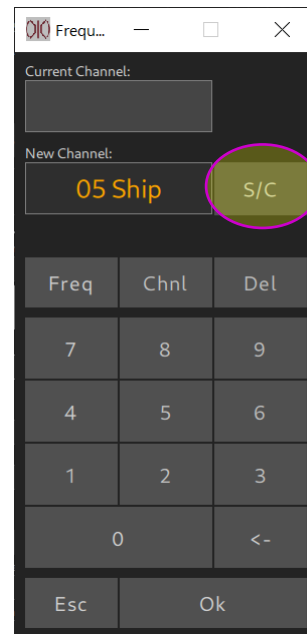 Frequ...
Current Channel:
New Channel:
05 Ship S/C
Freq Chnl Del
7 8 9
4 5 6
1 2 3
0 <-
Esc Ok